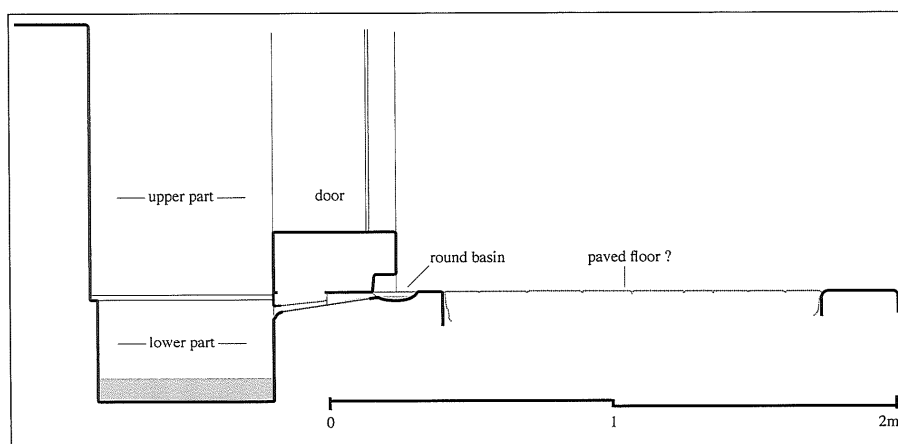 upper part
door
round basin
paved floor ?
lower part
0 1 2m